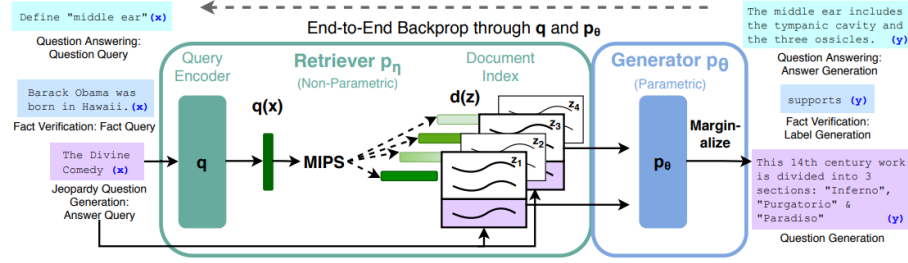 Define "middle ear"(x)
Question Answering:
Question Query
Barack Obama was
born in Hawaii.(x)
Fact Verification: Fact Query
The Divine
Comedy (x)
Jeopardy Question
Generation:
Answer Query
End-to-End Backprop through q and pθ
Query
Encoder
q
q(x)
Retriever pη
(Non-Parametric)
MIPS
Document
Index
d(z)
z4
z3
z2
z1
Generator pθ
(Parametric)
pθ
Margin-
alize
The middle ear includes
the tympanic cavity and
the three ossicles. (y)
Question Answering:
Answer Generation
supports (y)
Fact Verification:
Label Generation
This 14th century work
is divided into 3
sections: "Inferno",
"Purgatorio" &
"Paradiso" (y)
Question Generation